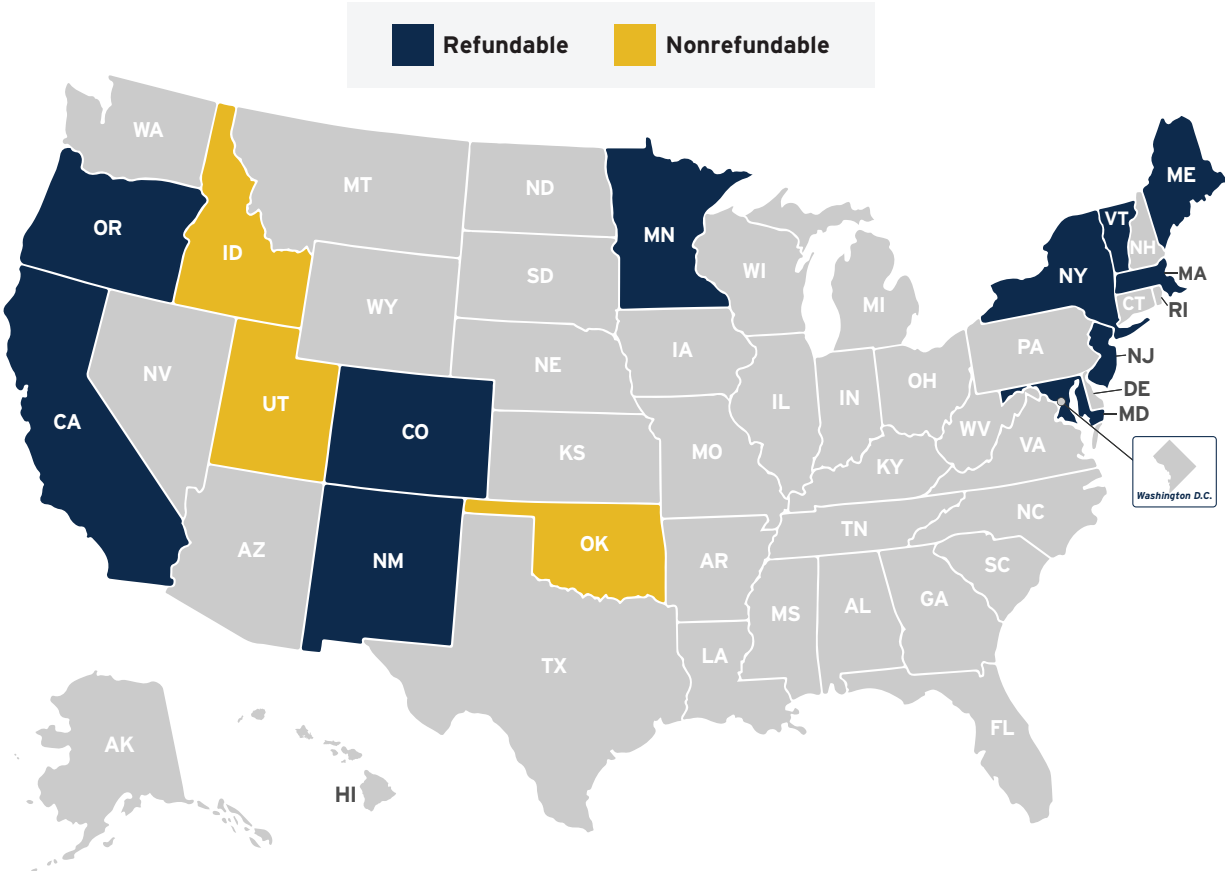 Refundable
Nonrefundable
WA
MT
ND
MN
ME
VT
NH
OR
ID
SD
WI
NY
MA
WY
MI
CT
RI
IA
PA
NJ
NE
OH
NV
UT
IL
IN
DE
CA
CO
MD
WV
VA
KS
MO
KY
Washington D.C.
NC
TN
OK
AZ
NM
AR
SC
GA
MS
AL
LA
TX
FL
AK
HI